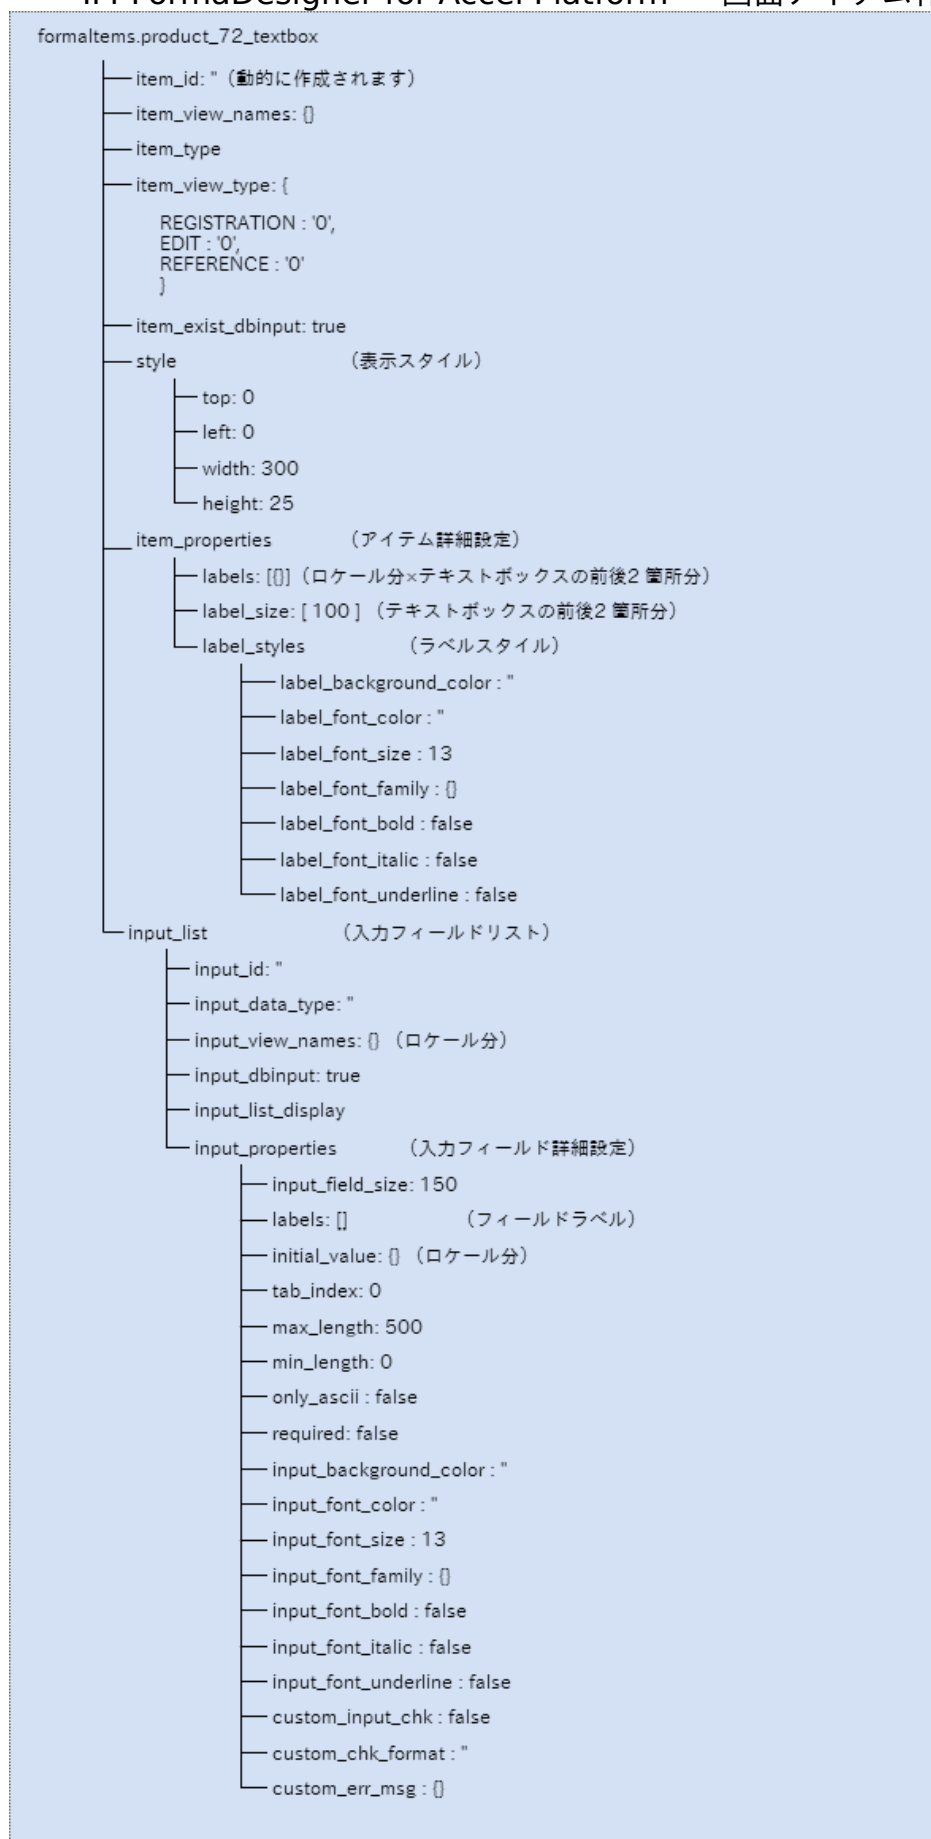 formaItems.product_72_textbox
item_id: '' （動的に作成されます）
item_view_names: {}
item_type
item_view_type: {
REGISTRATION : '0',
EDIT : '0',
REFERENCE : '0'
}
item_exist_dbinput: true
style （表示スタイル）
top: 0
left: 0
width: 300
height: 25
item_properties （アイテム詳細設定）
labels: [{}] （ロケール分×テキストボックスの前後2 箇所分）
label_size: [ 100 ] （テキストボックスの前後2 箇所分）
label_styles （ラベルスタイル）
label_background_color : ''
label_font_color : ''
label_font_size : 13
label_font_family : {}
label_font_bold : false
label_font_italic : false
label_font_underline : false
input_list （入力フィールドリスト）
input_id: ''
input_data_type: ''
input_view_names: {} （ロケール分）
input_dbinput: true
input_list_display
input_properties （入力フィールド詳細設定）
input_field_size: 150
labels: [] （フィールドラベル）
initial_value: {} （ロケール分）
tab_index: 0
max_length: 500
min_length: 0
only_ascii : false
required: false
input_background_color : ''
input_font_color : ''
input_font_size : 13
input_font_family : {}
input_font_bold : false
input_font_italic : false
input_font_underline : false
custom_input_chk : false
custom_chk_format : ''
custom_err_msg : {}